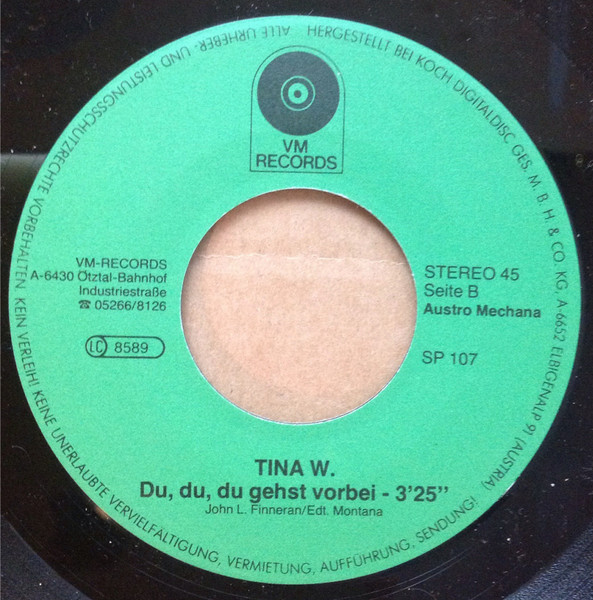 VM
RECORDS
VM-RECORDS
A-6430 Ötztal-Bahnhof
Industriestraße
☎ 05266/8126
LC 8589
STEREO 45
Seite B
Austro Mechana
SP 107
TINA W.
Du, du, du gehst vorbei - 3'25"
John L. Finneran/Edt. Montana
HERGESTELLT BEI KOCH DIGITALDISC GES. M. B. H. & CO. KG, A-6652 ELBIGENALP 91 (AUSTRIA)
ALLE URHEBER- UND LEISTUNGSSCHUTZRECHTE VORBEHALTEN. KEIN VERLEIH! KEINE UNERLAUBTE VERVIELFÄLTIGUNG, VERMIETUNG, AUFFÜHRUNG, SENDUNG!